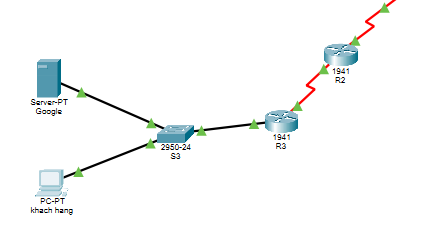 1941
R2
Server-PT
Google
1941
R3
2950-24
S3
PC-PT
khach hang